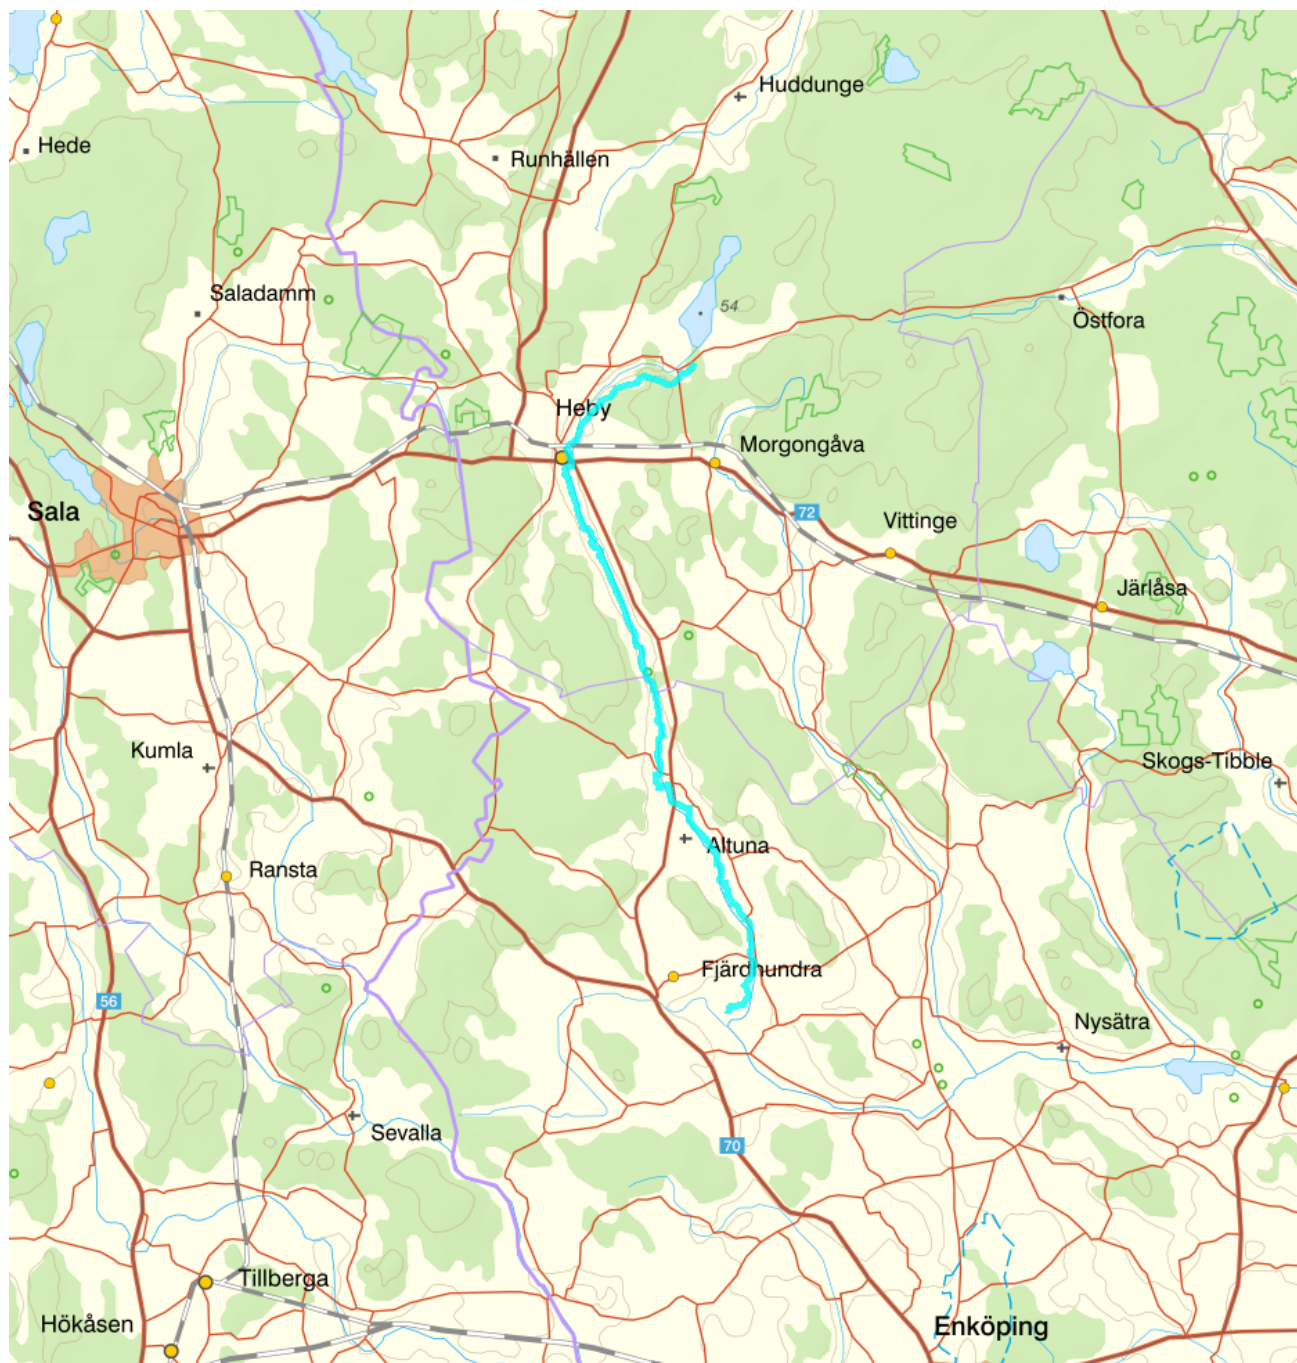 Huddunge
Hede
Runhällen
Saladamm
54
Östfora
Heby
Morgongåva
Sala
72
Vittinge
Järlåsa
Kumla
Skogs-Tibble
Altuna
Ransta
Fjärdhundra
56
Nysätra
Sevalla
70
Tillberga
Hökåsen
Enköping